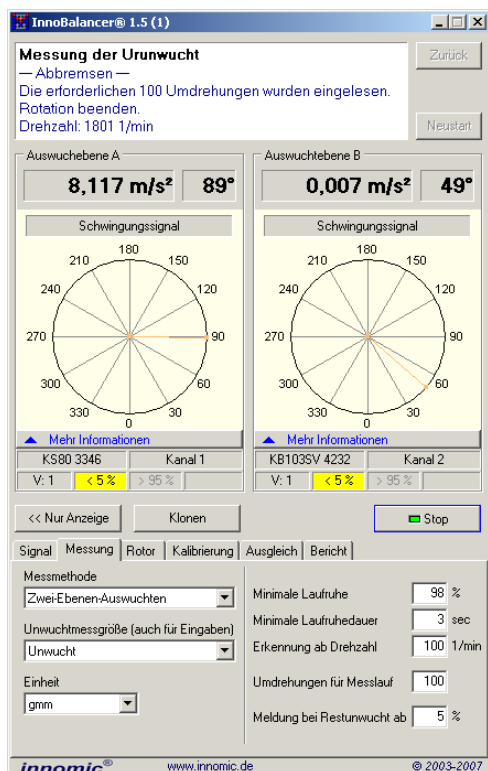 InnoBalancer® 1.5 (1)
Messung der Urunwucht
— Abbremsen —
Die erforderlichen 100 Umdrehungen wurden eingelesen.
Rotation beenden.
Drehzahl: 1801 1/min
Zurück
Neustart
Auswuchebene A
8,117 m/s² 89°
Schwingungssignal
180
210 150
240 120
270 90
300 60
330 30
0
Mehr Informationen
KS80 3346 Kanal 1
V: 1 < 5 % > 95 %
Auswuchtebene B
0,007 m/s² 49°
Schwingungssignal
180
210 150
240 120
270 90
300 60
330 30
0
Mehr Informationen
KB103SV 4232 Kanal 2
V: 1 < 5 % > 95 %
<< Nur Anzeige Klonen Stop
Signal Messung Rotor Kalibrierung Ausgleich Bericht
Messmethode
Zwei-Ebenen-Auswuchten
Unwuchtmessgröße (auch für Eingaben)
Unwucht
Einheit
gmm
Minimale Laufruhe 98 %
Minimale Laufruhedauer 3 sec
Erkennung ab Drehzahl 100 1/min
Umdrehungen für Messlauf 100
Meldung bei Restunwucht ab 5 %
innomic® www.innomic.de © 2003-2007